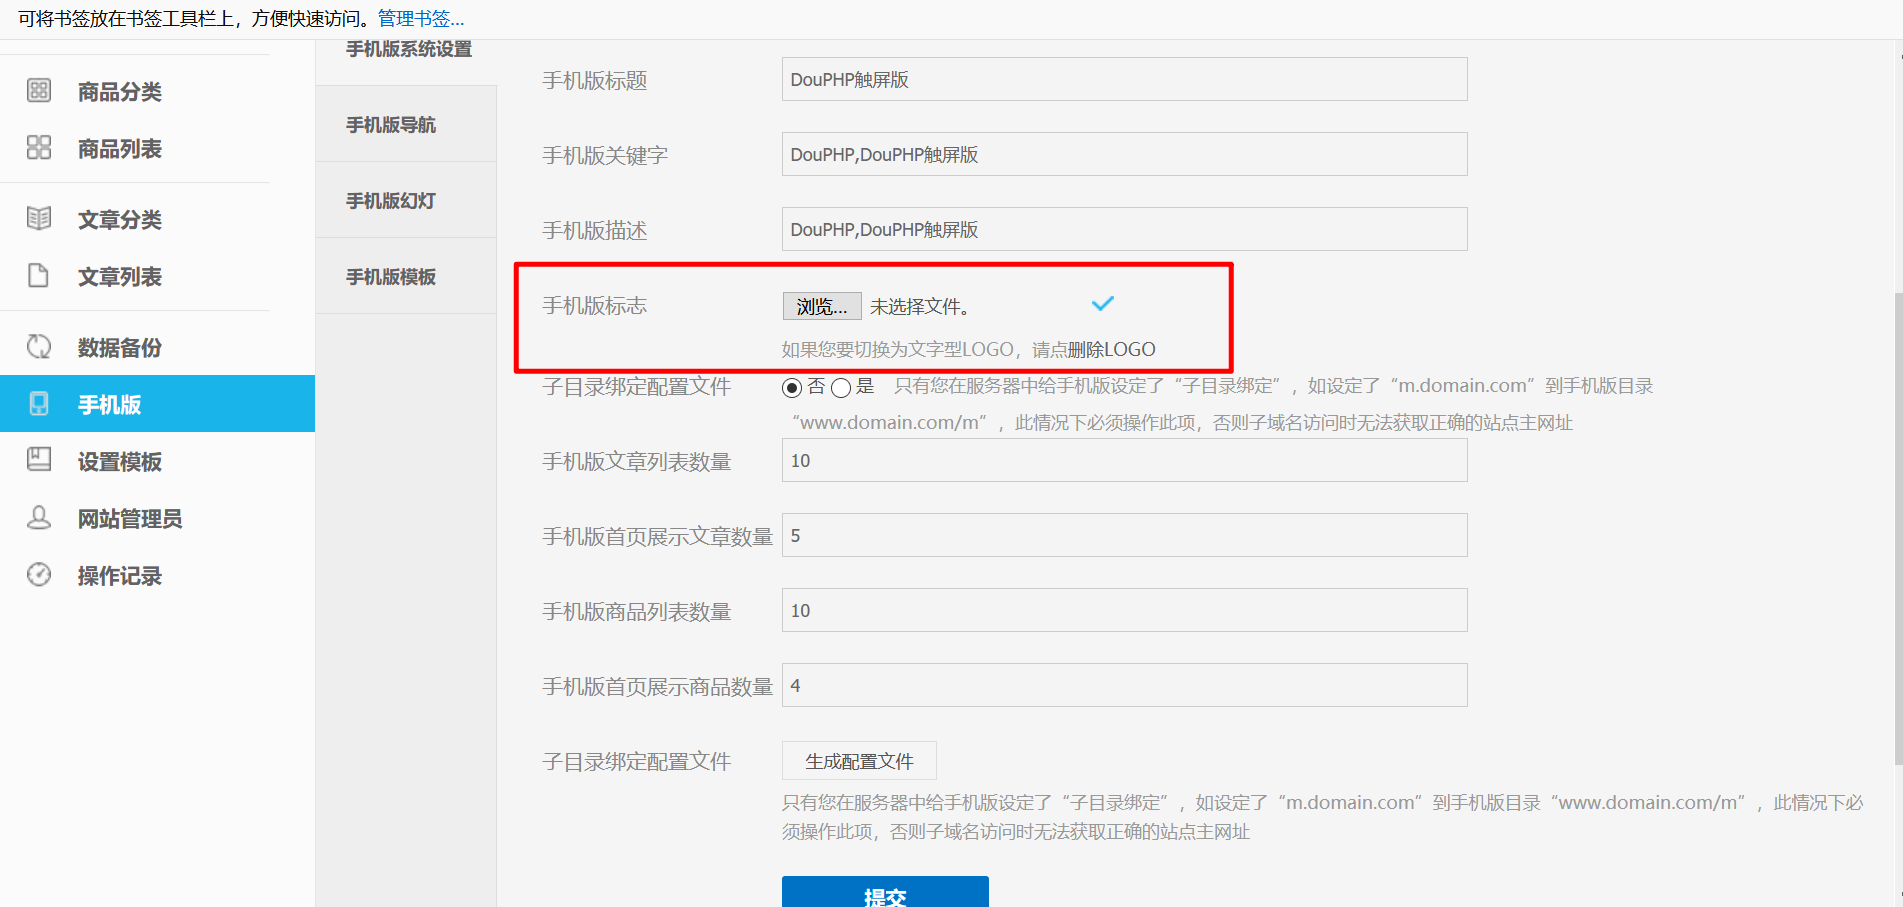 可将书签放在书签工具栏上，方便快速访问。管理书签...
商品分类
商品列表
文章分类
文章列表
数据备份
手机版
设置模板
网站管理员
操作记录
手机版系统设置
手机版导航
手机版幻灯
手机版模板
手机版标题 DouPHP触屏版
手机版关键字 DouPHP,DouPHP触屏版
手机版描述 DouPHP,DouPHP触屏版
手机版标志 浏览... 未选择文件。
如果您要切换为文字型LOGO，请点删除LOGO
子目录绑定配置文件 否 是 只有您在服务器中给手机版设定了“子目录绑定”，如设定了“m.domain.com”到手机版目录
“www.domain.com/m”，此情况下必须操作此项，否则子域名访问时无法获取正确的站点主网址
手机版文章列表数量 10
手机版首页展示文章数量 5
手机版商品列表数量 10
手机版首页展示商品数量 4
子目录绑定配置文件 生成配置文件
只有您在服务器中给手机版设定了“子目录绑定”，如设定了“m.domain.com”到手机版目录“www.domain.com/m”，此情况下必
须操作此项，否则子域名访问时无法获取正确的站点主网址
提交